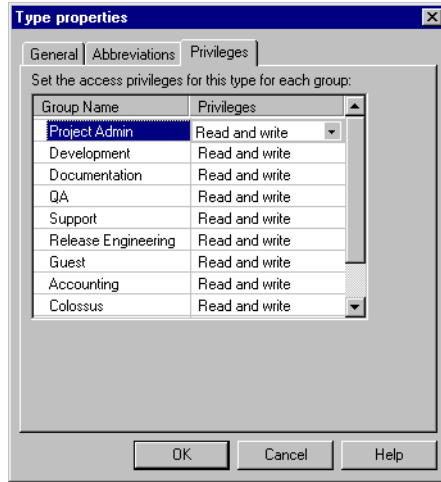 Type properties
General Abbreviations Privileges
Set the access privileges for this type for each group:
Group Name Privileges
Project Admin Read and write
Development Read and write
Documentation Read and write
QA Read and write
Support Read and write
Release Engineering Read and write
Guest Read and write
Accounting Read and write
Colossus Read and write
OK Cancel Help